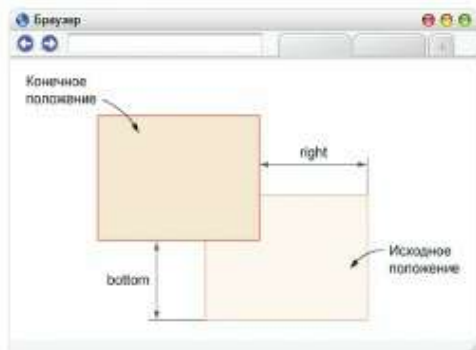 Браузер
Конечное
положение
right
bottom
Исходное
положение